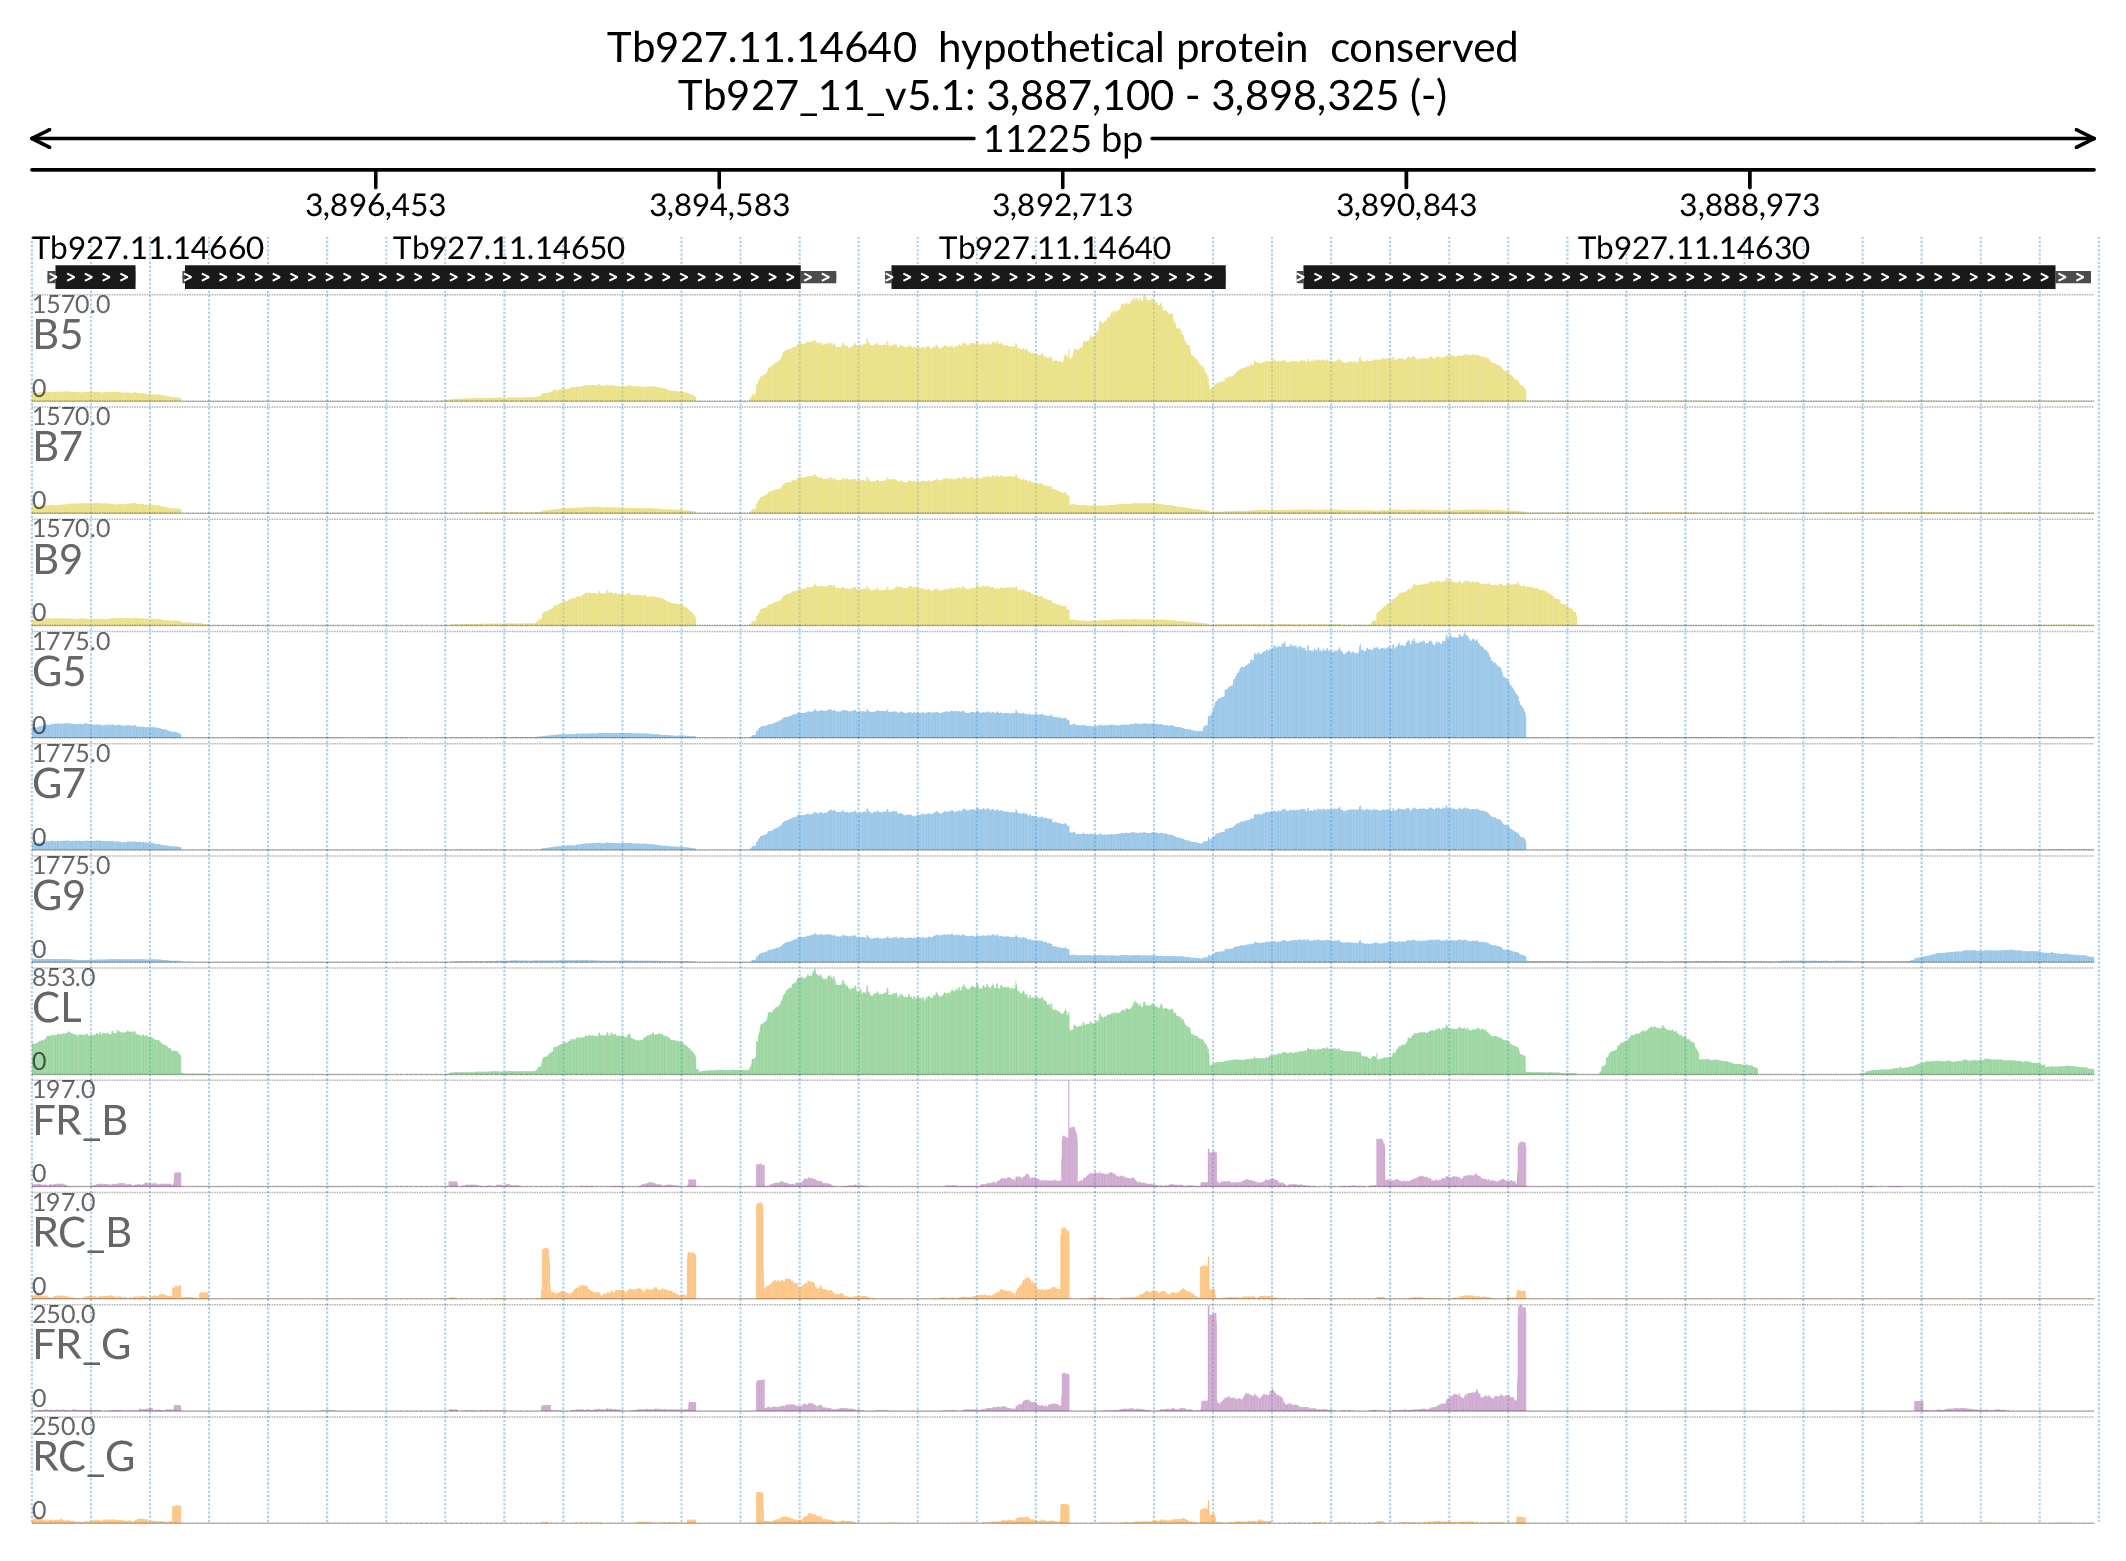 Tb927.11.14640 hypothetical protein conserved
Tb927_11_v5.1: 3,887,100 - 3,898,325 (-)
11225 bp
3,896,453 3,894,583 3,892,713 3,890,843 3,888,973
Tb927.11.14660 Tb927.11.14650 Tb927.11.14640 Tb927.11.14630
1570.0
B5
0
1570.0
B7
0
1570.0
B9
0
1775.0
G5
0
1775.0
G7
0
1775.0
G9
0
853.0
CL
0
197.0
FR_B
0
197.0
RC_B
0
250.0
FR_G
0
250.0
RC_G
0